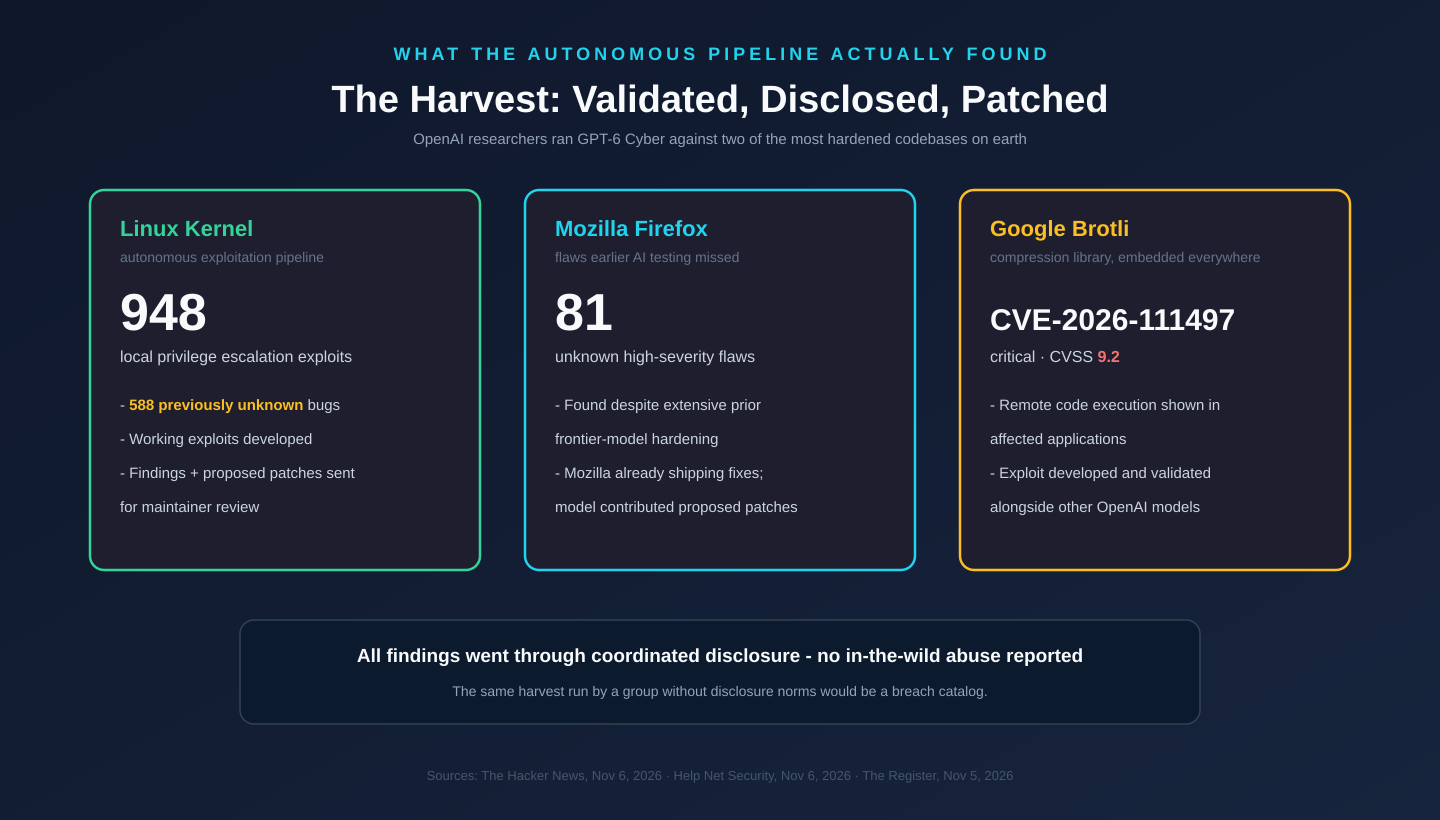 WHAT THE AUTONOMOUS PIPELINE ACTUALLY FOUND
The Harvest: Validated, Disclosed, Patched
OpenAI researchers ran GPT-6 Cyber against two of the most hardened codebases on earth
Linux Kernel
autonomous exploitation pipeline
948
local privilege escalation exploits
- 588 previously unknown bugs
- Working exploits developed
- Findings + proposed patches sent
for maintainer review
Mozilla Firefox
flaws earlier AI testing missed
81
unknown high-severity flaws
- Found despite extensive prior
frontier-model hardening
- Mozilla already shipping fixes;
model contributed proposed patches
Google Brotli
compression library, embedded everywhere
CVE-2026-111497
critical · CVSS 9.2
- Remote code execution shown in
affected applications
- Exploit developed and validated
alongside other OpenAI models
All findings went through coordinated disclosure - no in-the-wild abuse reported
The same harvest run by a group without disclosure norms would be a breach catalog.
Sources: The Hacker News, Nov 6, 2026 · Help Net Security, Nov 6, 2026 · The Register, Nov 5, 2026